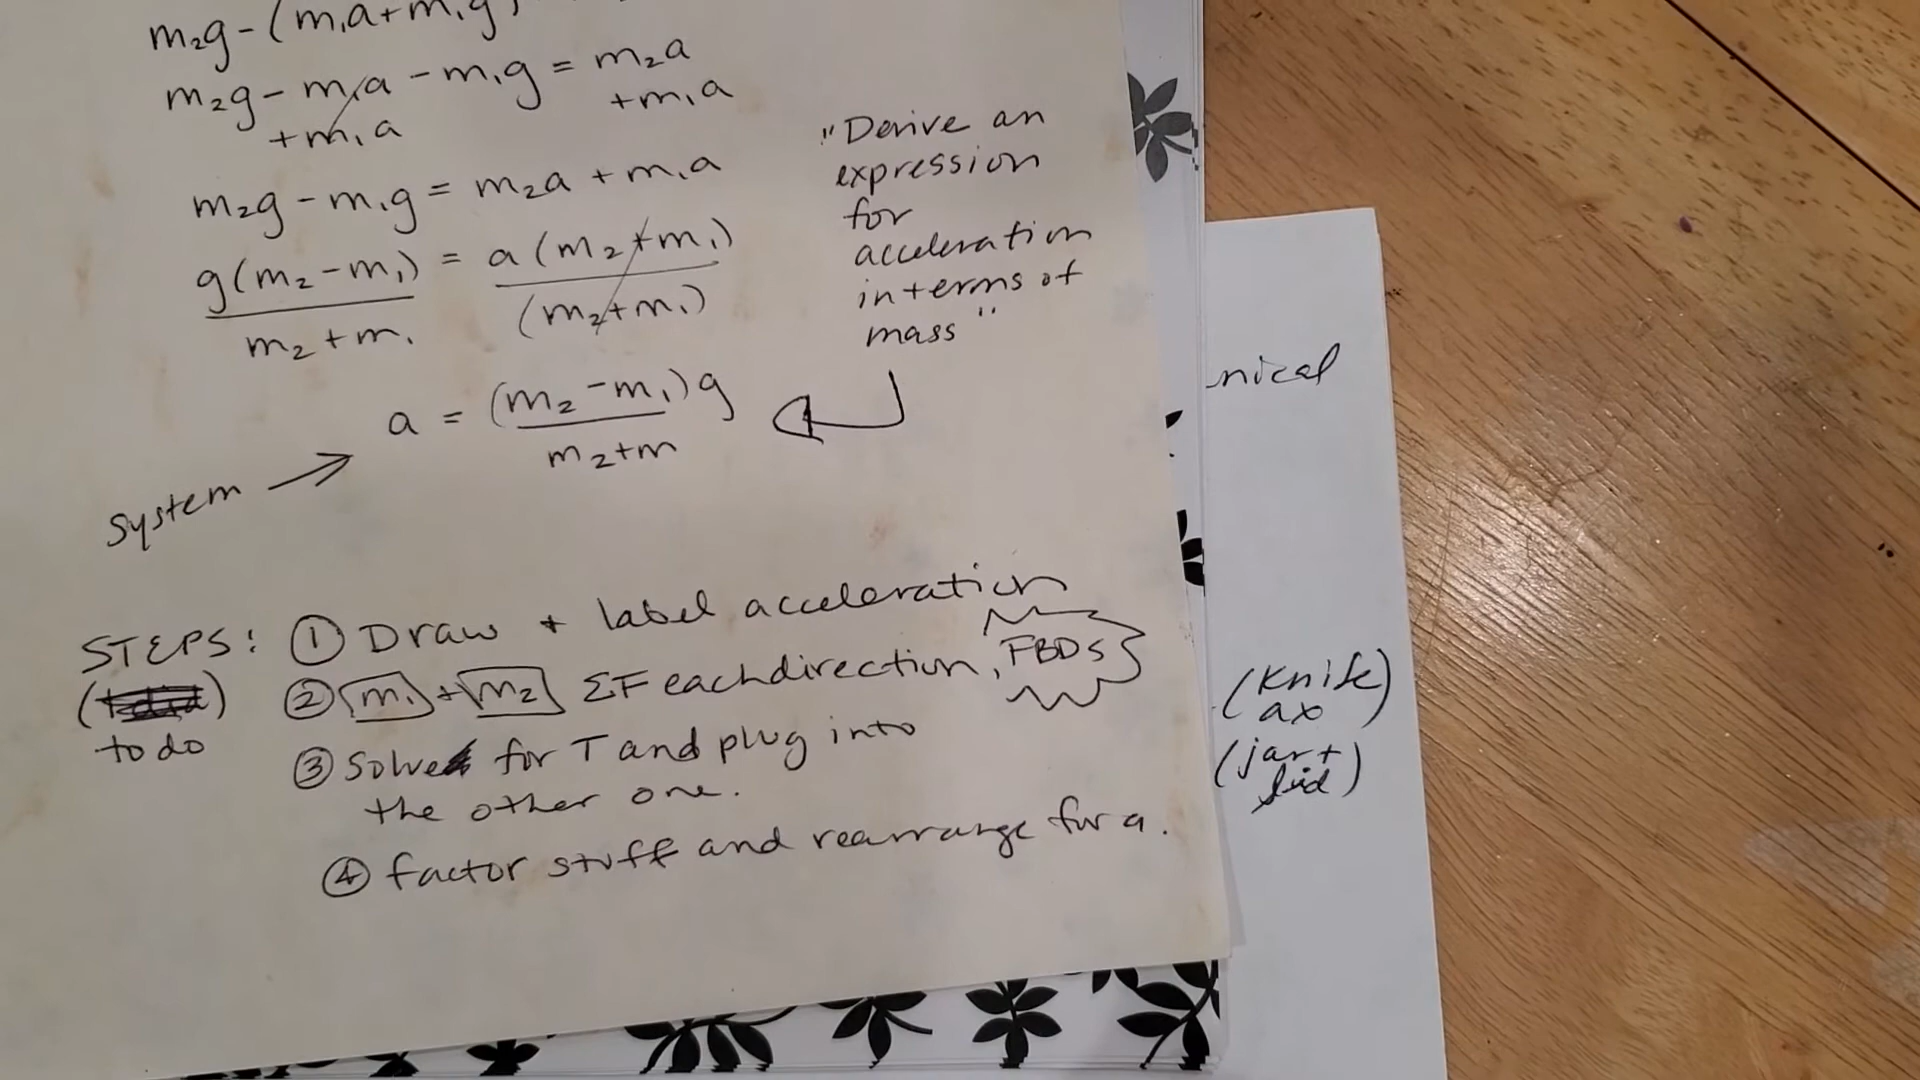 m₂g - (m₁a + m₁g)
m₂g - m₁a - m₁g = m₂a
+m₁a +m₁a
m₂g - m₁g = m₂a + m₁a
g(m₂ - m₁) = a(m₂ + m₁)
m₂ + m₁ (m₂ + m₁)
a = (m₂ - m₁)g
m₂ + m
System →
"Derive an
expression
for
acceleration
in terms of
mass"
STEPS: ① Draw + label acceleration
(to do) ② m₁ + m₂ ΣF each direction, FBDs
③ Solve for T and plug into
the other one.
④ factor stuff and rearrange for a.
nical
(Knife
ax)
(jar +
lid)